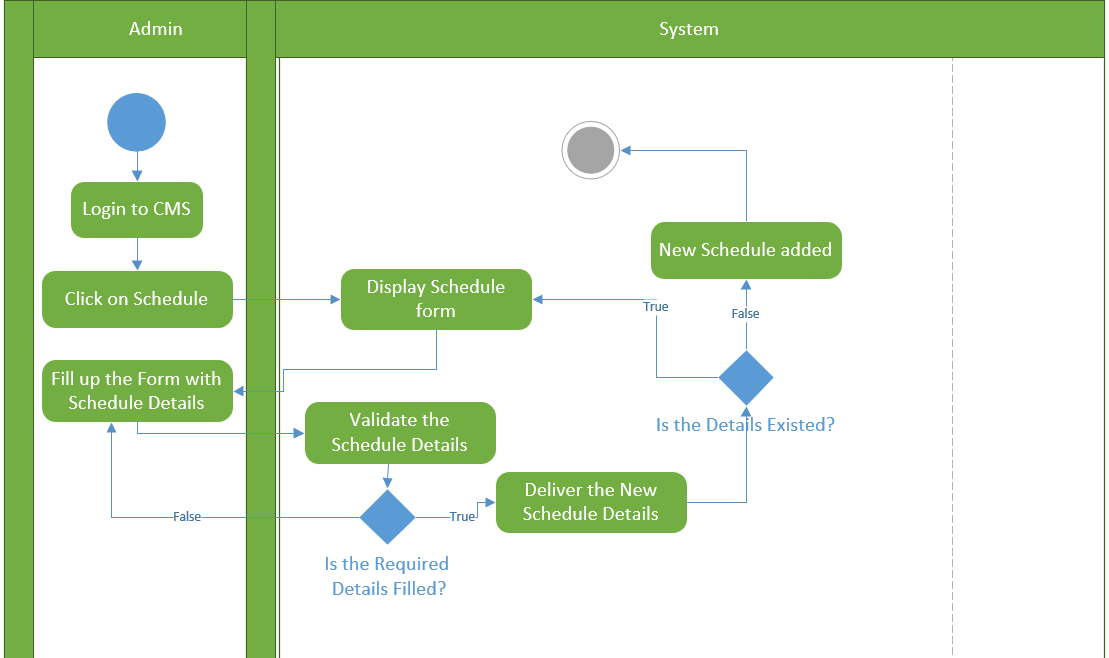 Admin
System
Login to CMS
New Schedule added
Click on Schedule
Display Schedule
form
True
False
Fill up the Form with
Schedule Details
Validate the
Schedule Details
Is the Details Existed?
Deliver the New
Schedule Details
False
True
Is the Required
Details Filled?